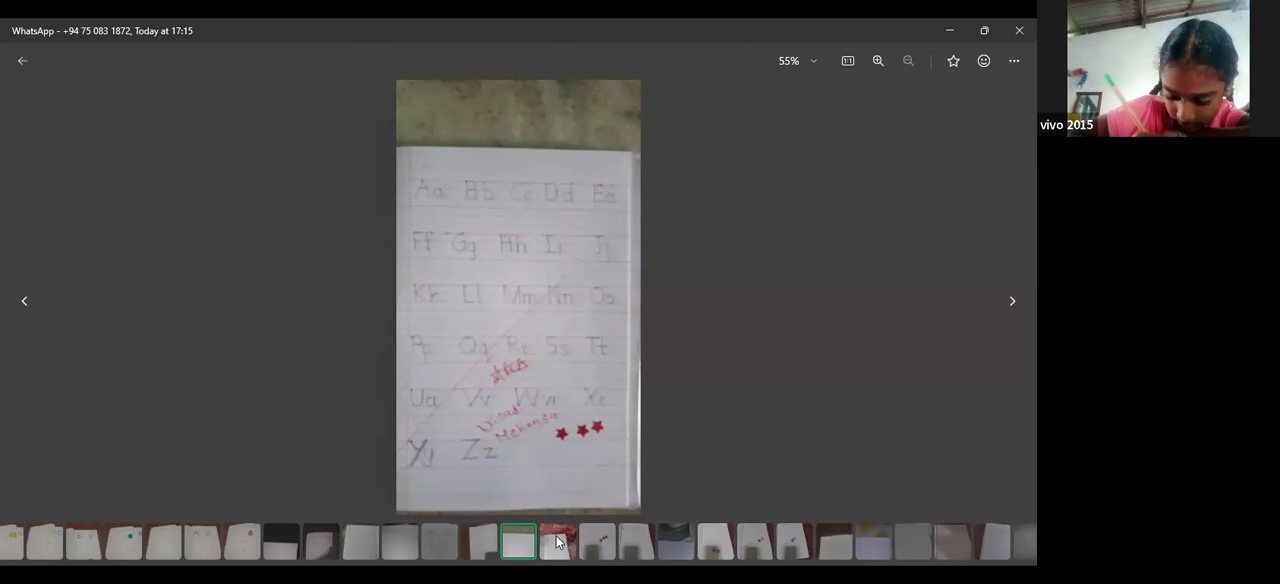 WhatsApp - +94 75 083 1872, Today at 17:15
55%
Aa Bb Cc Dd Ee
Ff Gg Hh Ii Jj
Kk Ll Mm Nn Oo
Pp Qq Rr Ss Tt
Uu Vv Ww Xx
Yy Zz
vivo 2015